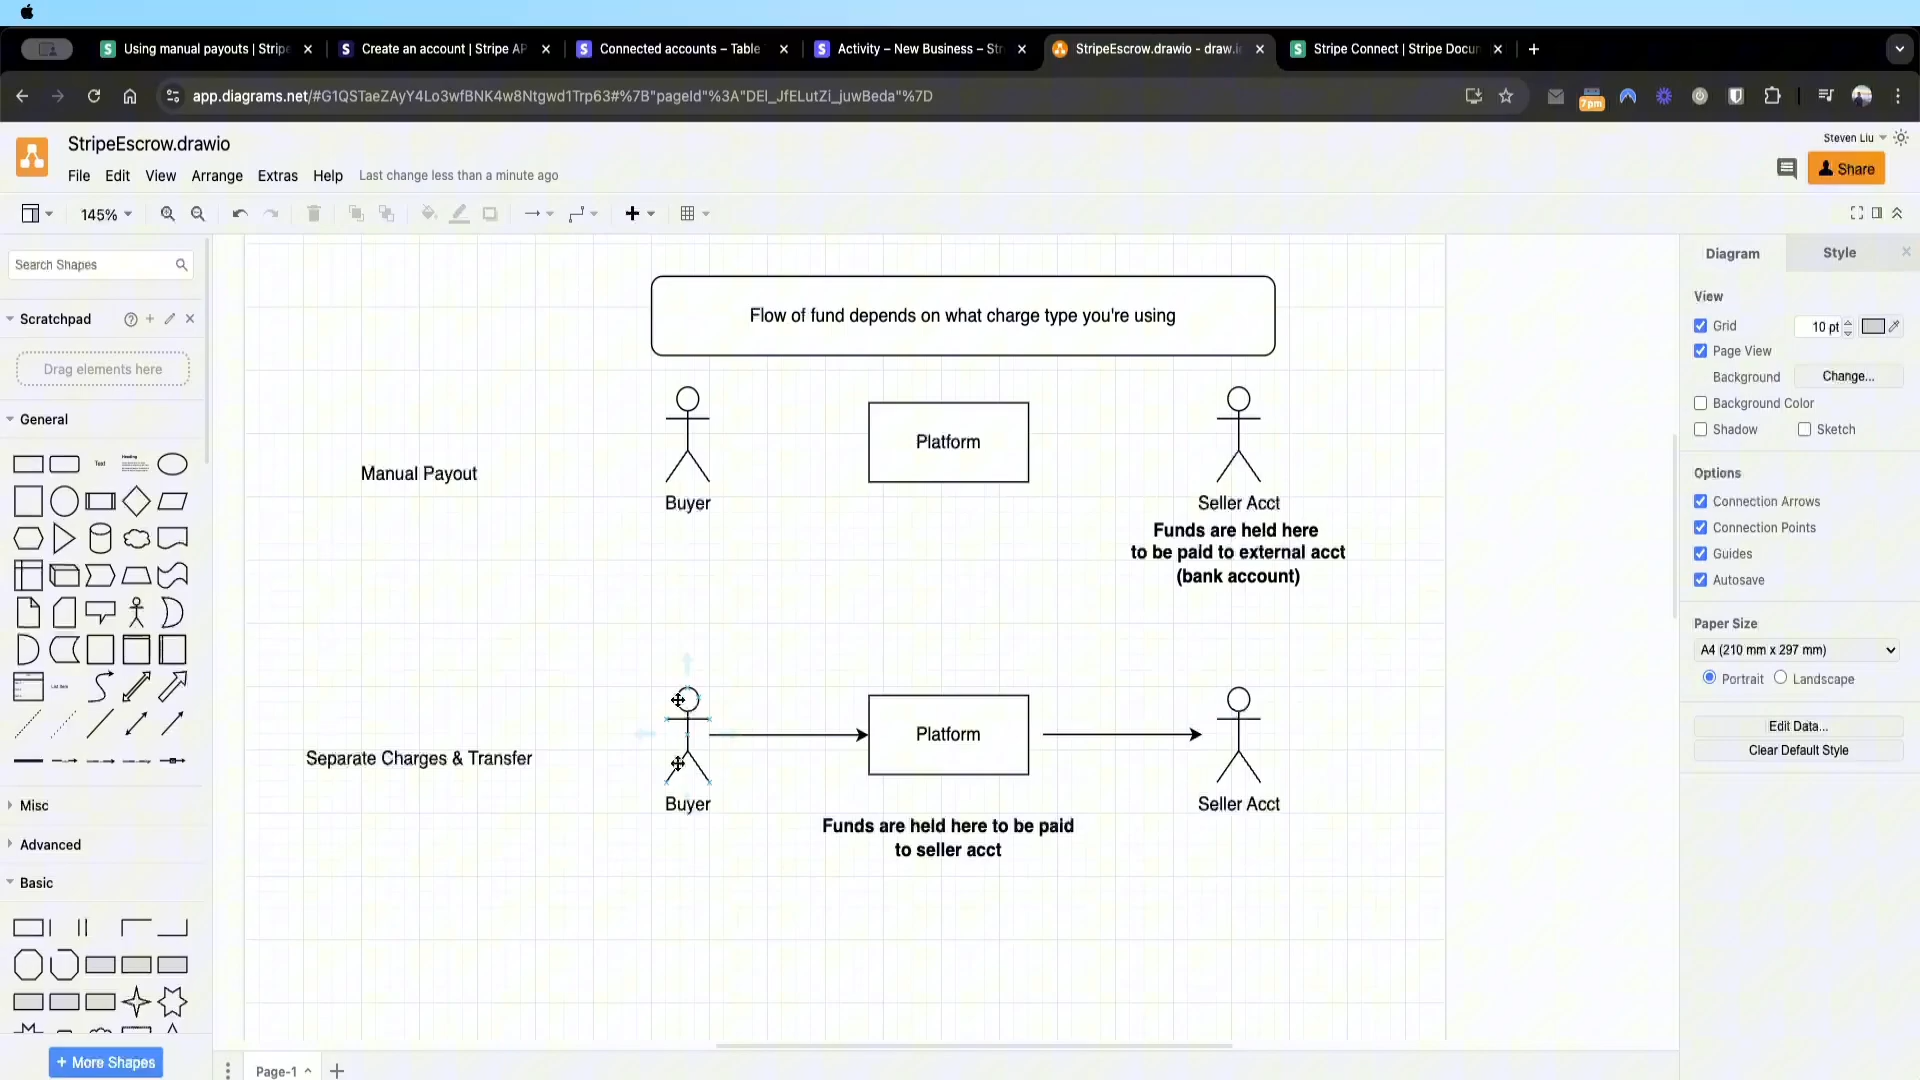 Using manual payouts | Stripe
Create an account | Stripe AP
Connected accounts – Table
Activity – New Business – Str
StripeEscrow.drawio - draw.i
Stripe Connect | Stripe Docu
app.diagrams.net/#G1QSTaeZAyY4Lo3wfBNK4w8Ntgwd1Trp63#%7B"pageId"%3A"DEl_JfELutZi_juwBeda"%7D
7pm
StripeEscrow.drawio
Steven Liu
File Edit View Arrange Extras Help Last change less than a minute ago
Share
145%
Search Shapes
Scratchpad
Drag elements here
General
Text
Heading
List Item
Misc
Advanced
Basic
+ More Shapes
Flow of fund depends on what charge type you're using
Manual Payout
Buyer
Platform
Seller Acct
Funds are held here
to be paid to external acct
(bank account)
Separate Charges & Transfer
Buyer
Platform
Seller Acct
Funds are held here to be paid
to seller acct
Page-1
Diagram Style
View
Grid 10 pt
Page View
Background Change...
Background Color
Shadow Sketch
Options
Connection Arrows
Connection Points
Guides
Autosave
Paper Size
A4 (210 mm x 297 mm)
Portrait Landscape
Edit Data...
Clear Default Style